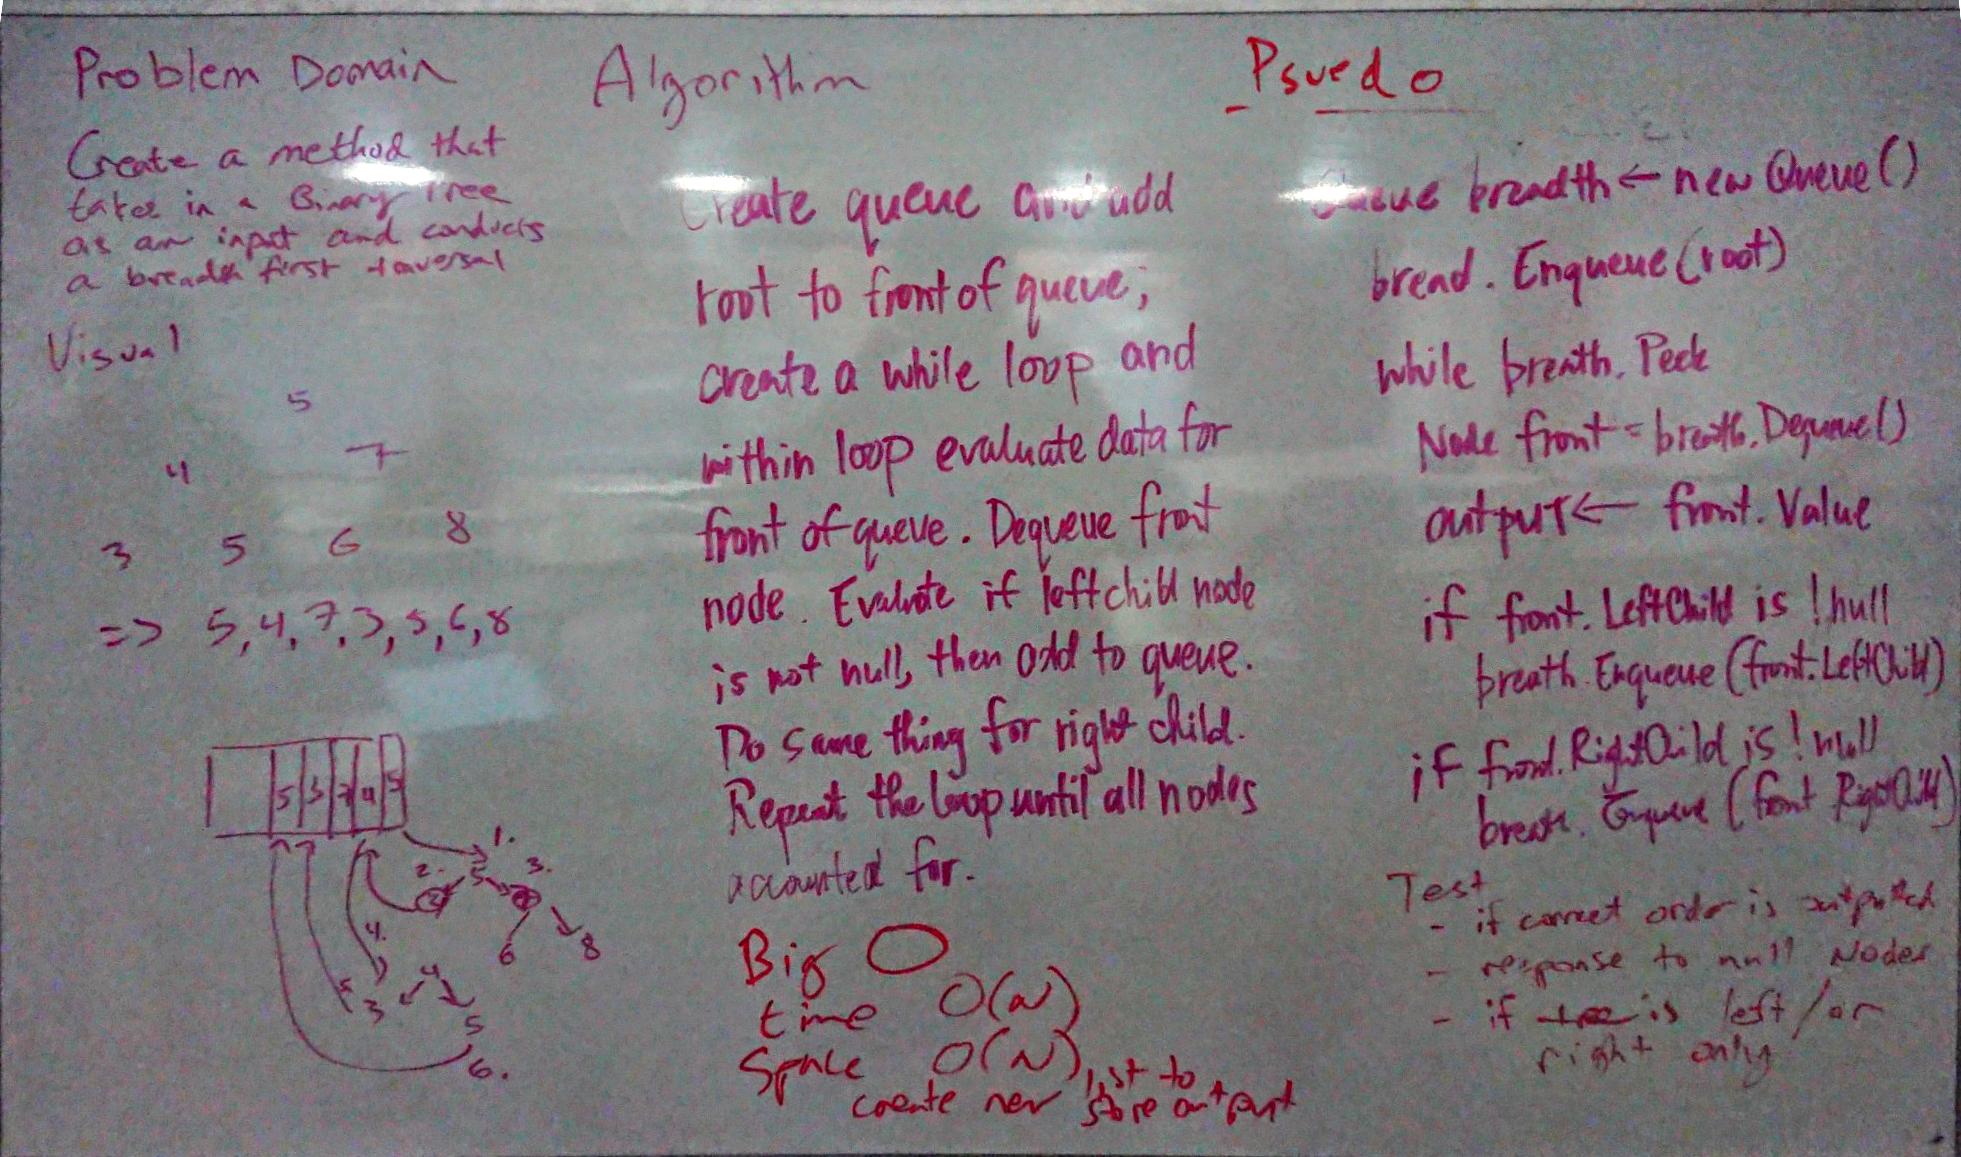 Problem Domain
Create a method that
takes in a Binary Tree
as an input and conducts
a breadth first traversal
Visual
5
4 7
3 5 6 8
=> 5,4,7,3,5,6,8
5 3 7 4 5
1.
2. 5 3.
4. 6 8
3 4 5
6.
Algorithm
Create queue and add
root to front of queue;
create a while loop and
within loop evaluate data for
front of queue. Dequeue front
node. Evaluate if left child node
is not null, then add to queue.
Do same thing for right child.
Repeat the loop until all nodes
accounted for.
Big O
time O(N)
Space O(N)
create new list to
store output
Psuedo
Queue breadth ← new Queue()
bread. Enqueue(root)
while breath. Peek
Node front = breath. Dequeue()
output ← front. Value
if front. LeftChild is !null
breath. Enqueue (front. LeftChild)
if front. RightChild is !null
breath. Enqueue (front RightChild)
Test
- if correct order is outputted
- response to null Nodes
- if tree is left/or
right only